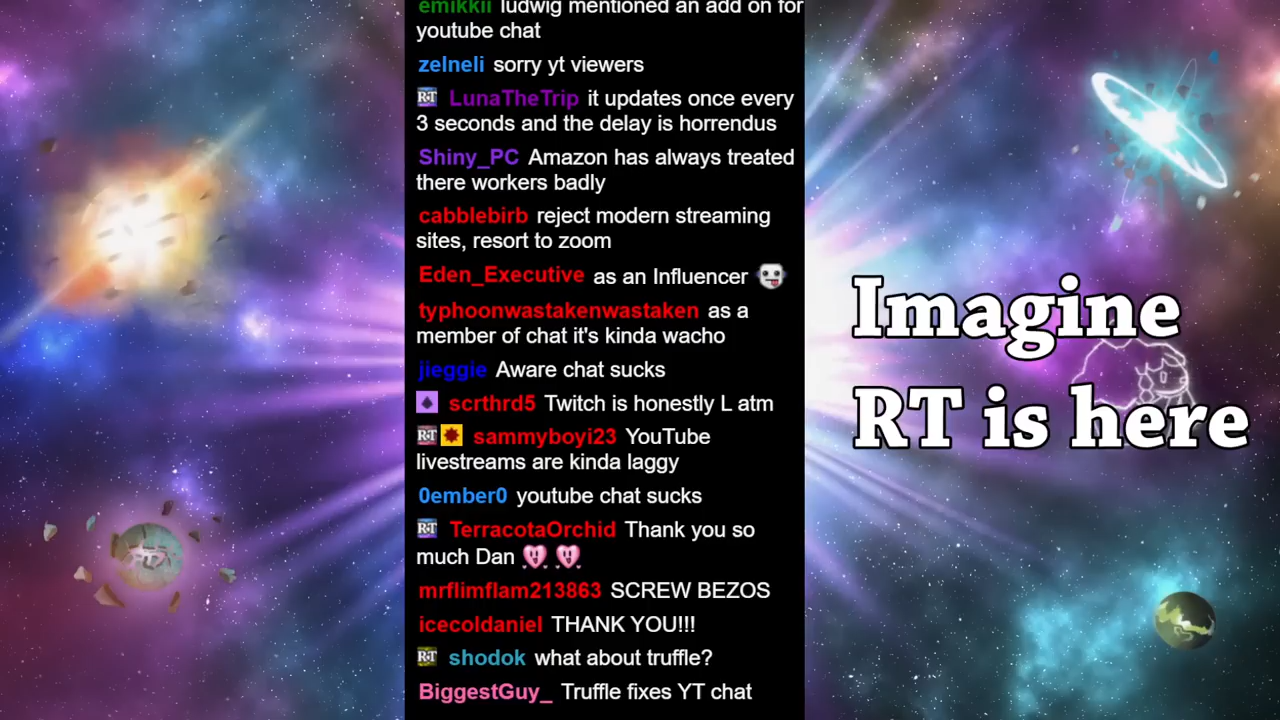 emikkii ludwig mentioned an add on for
youtube chat
zelneli sorry yt viewers
RT LunaTheTrip it updates once every
3 seconds and the delay is horrendus
Shiny_PC Amazon has always treated
there workers badly
cabblebirb reject modern streaming
sites, resort to zoom
Eden_Executive as an Influencer
typhoonwastakenwastaken as a
member of chat it's kinda wacho
jieggie Aware chat sucks
scrthrd5 Twitch is honestly L atm
RT sammyboyi23 YouTube
livestreams are kinda laggy
0ember0 youtube chat sucks
RT TerracotaOrchid Thank you so
much Dan
mrflimflam213863 SCREW BEZOS
icecoldaniel THANK YOU!!!
RT shodok what about truffle?
BiggestGuy_ Truffle fixes YT chat
Imagine
RT is here